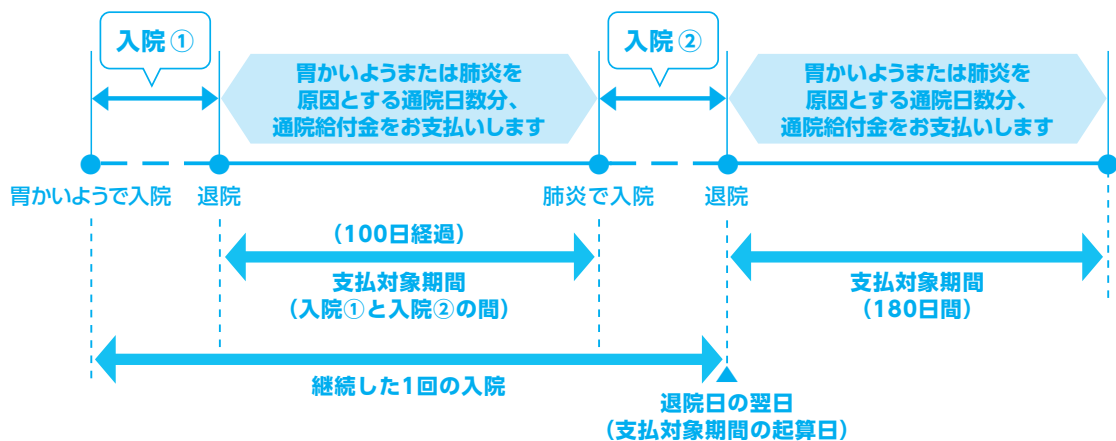 入院① 入院②
胃かいようまたは肺炎を
原因とする通院日数分、
通院給付金をお支払いします
胃かいようまたは肺炎を
原因とする通院日数分、
通院給付金をお支払いします
胃かいようで入院 退院 肺炎で入院 退院
（100日経過）
支払対象期間
（入院①と入院②の間）
支払対象期間
（180日間）
継続した1回の入院
退院日の翌日
（支払対象期間の起算日）